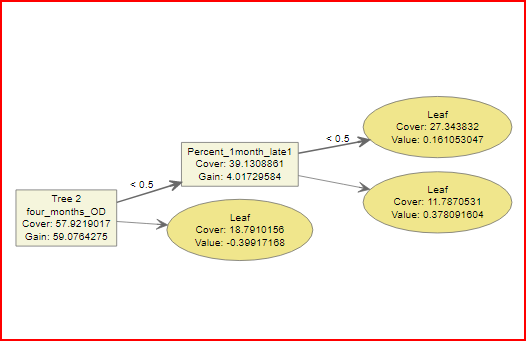 Leaf
Cover: 27.343832
Value: 0.161053047
< 0.5
Percent_1month_late1
Cover: 39.1308861
Gain: 4.01729584
< 0.5
Leaf
Cover: 11.7870531
Value: 0.378091604
Tree 2
four_months_OD
Cover: 57.9219017
Gain: 59.0764275
Leaf
Cover: 18.7910156
Value: -0.39917168